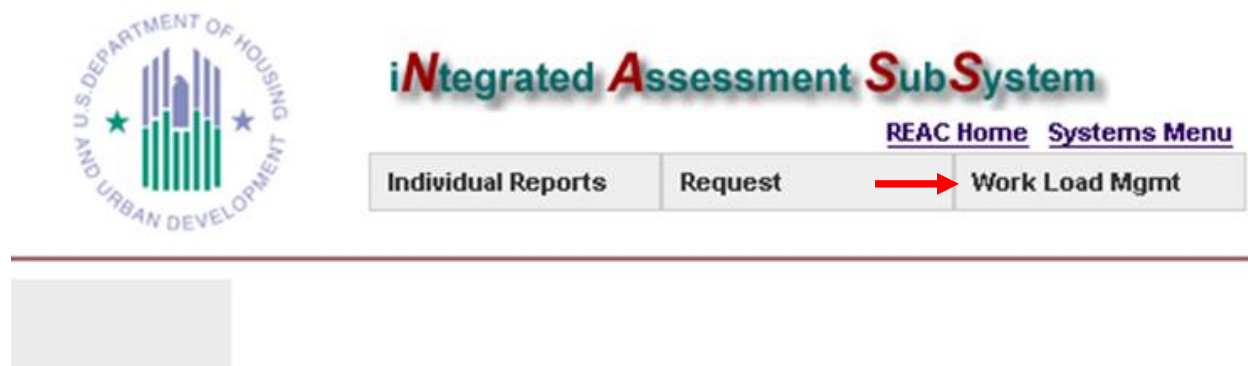 U.S. DEPARTMENT OF HOUSING
AND URBAN DEVELOPMENT
iNtegrated Assessment SubSystem
REAC Home Systems Menu
Individual Reports Request Work Load Mgmt